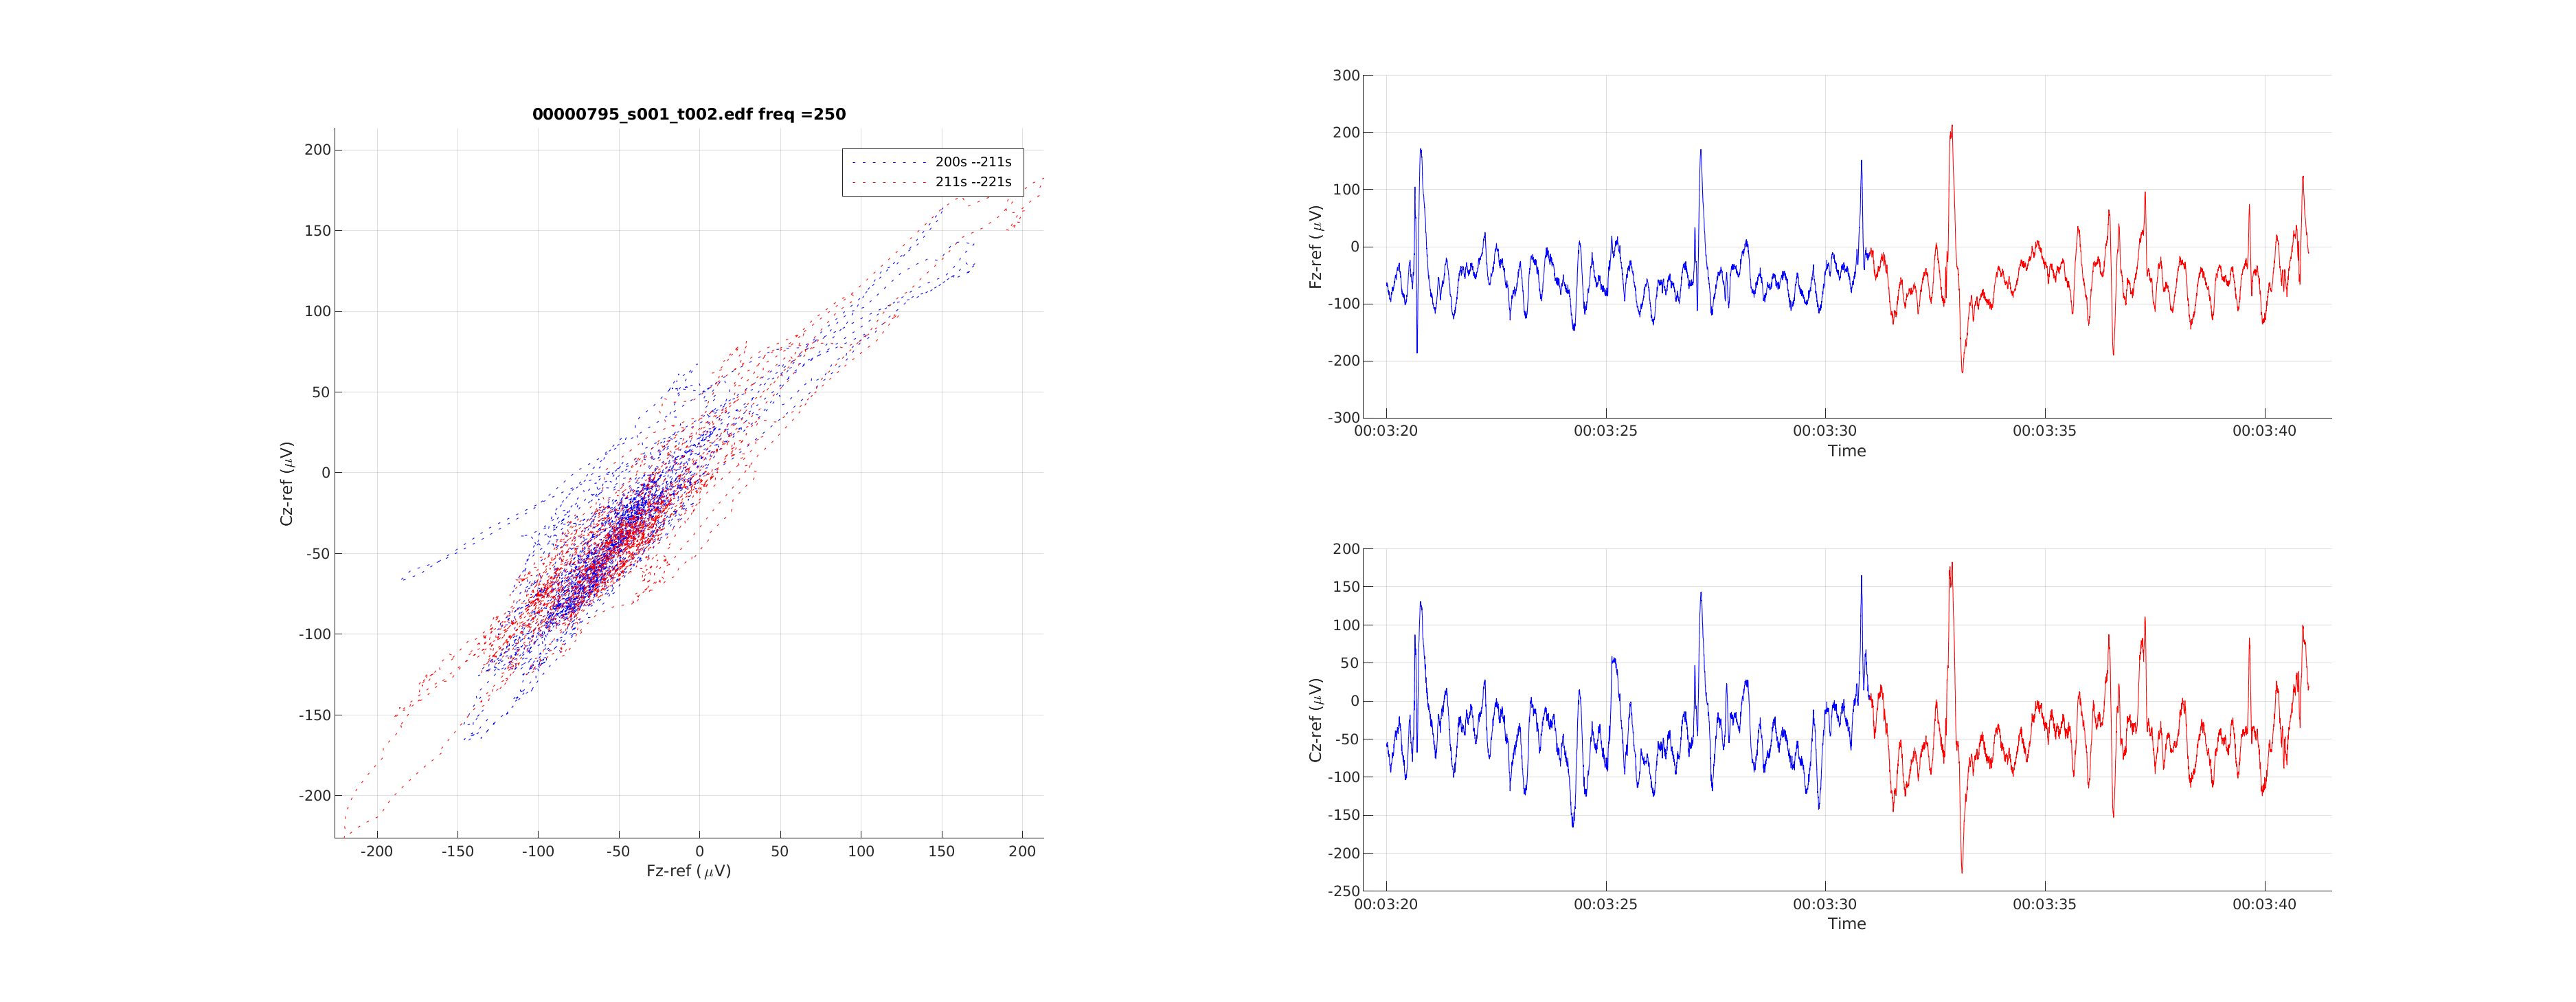 00000795_s001_t002.edf freq =250
200s --211s
211s --221s
200
150
100
50
0
-50
-100
-150
-200
Cz-ref (μV)
-200 -150 -100 -50 0 50 100 150 200
Fz-ref (μV)
300
200
100
0
-100
-200
-300
Fz-ref (μV)
00:03:20 00:03:25 00:03:30 00:03:35 00:03:40
Time
200
150
100
50
0
-50
-100
-150
-200
-250
Cz-ref (μV)
00:03:20 00:03:25 00:03:30 00:03:35 00:03:40
Time